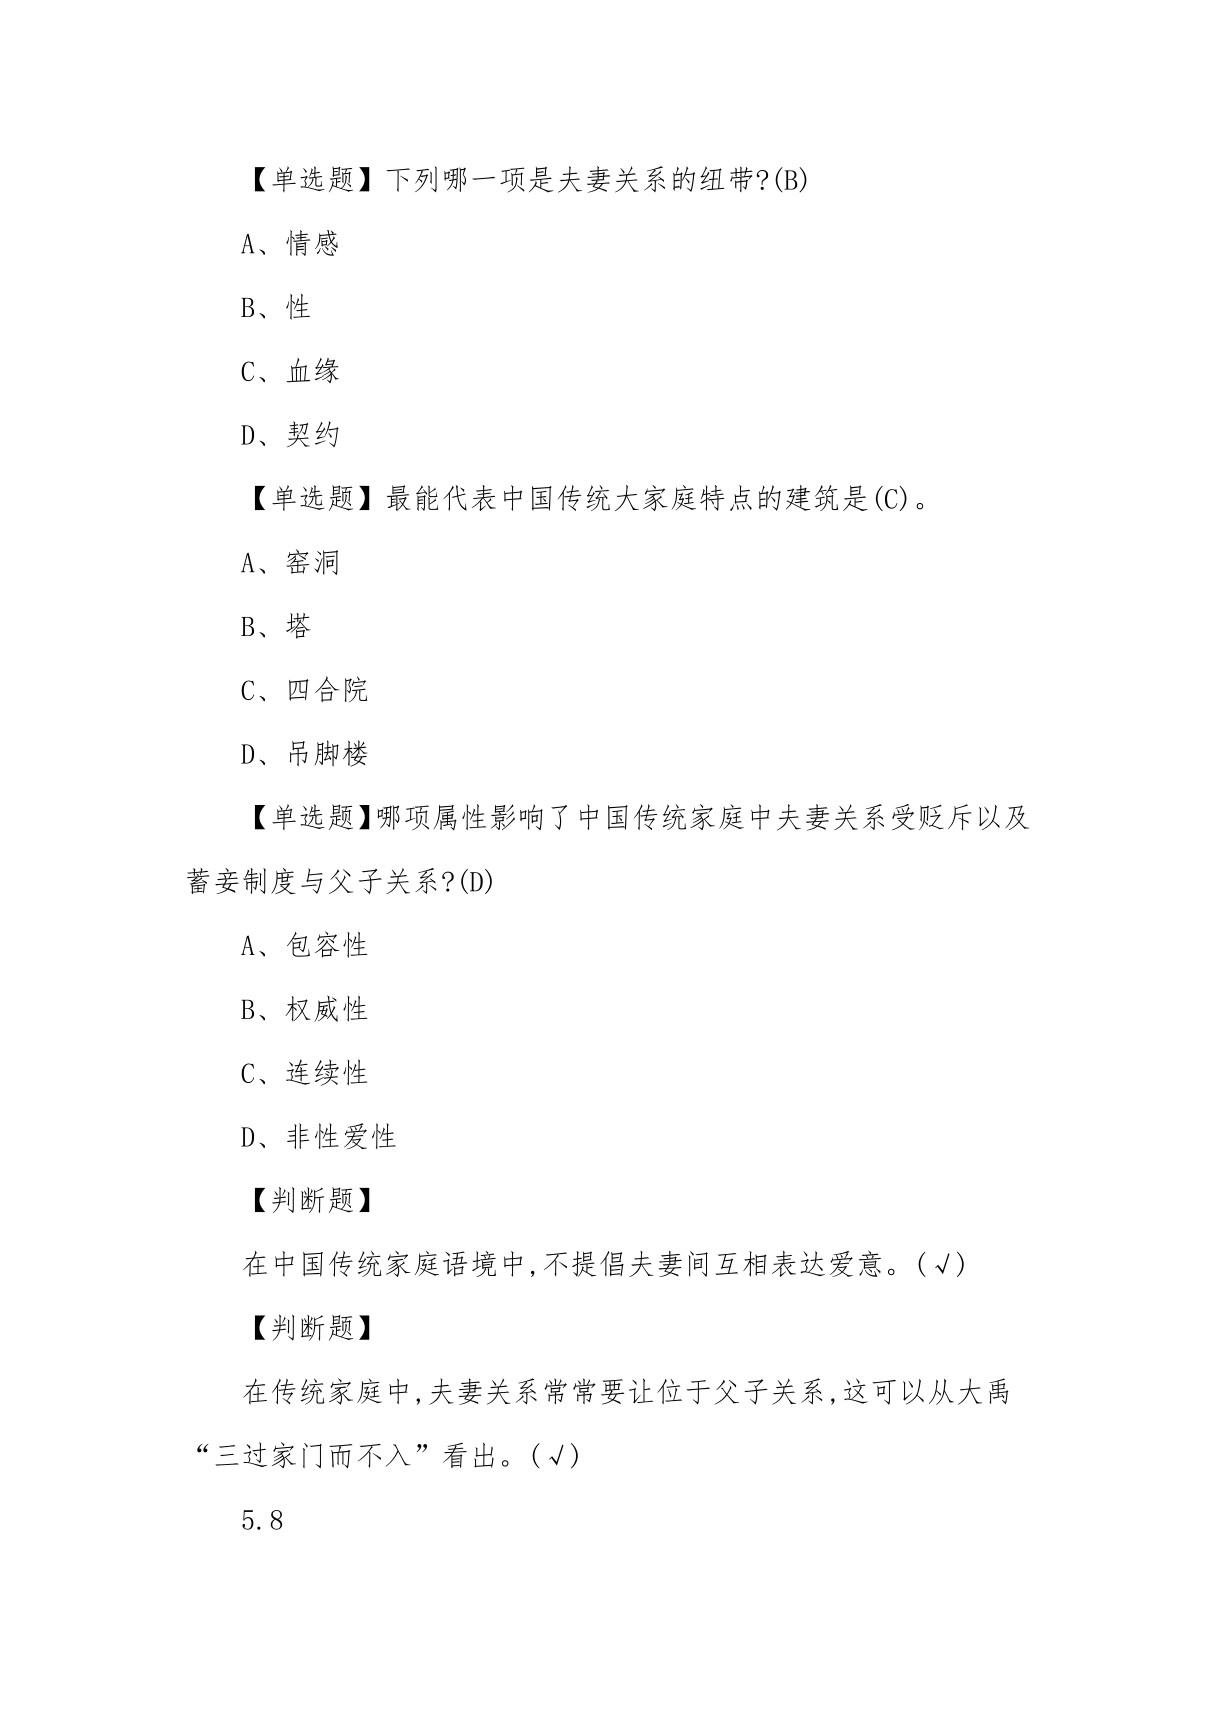 【单选题】下列哪一项是夫妻关系的纽带?(B)
A、情感
B、性
C、血缘
D、契约
【单选题】最能代表中国传统大家庭特点的建筑是(C)。
A、窑洞
B、塔
C、四合院
D、吊脚楼
【单选题】哪项属性影响了中国传统家庭中夫妻关系受贬斥以及
蓄妾制度与父子关系?(D)
A、包容性
B、权威性
C、连续性
D、非性爱性
【判断题】
在中国传统家庭语境中,不提倡夫妻间互相表达爱意。(√)
【判断题】
在传统家庭中,夫妻关系常常要让位于父子关系,这可以从大禹
“三过家门而不入”看出。(√)
5.8